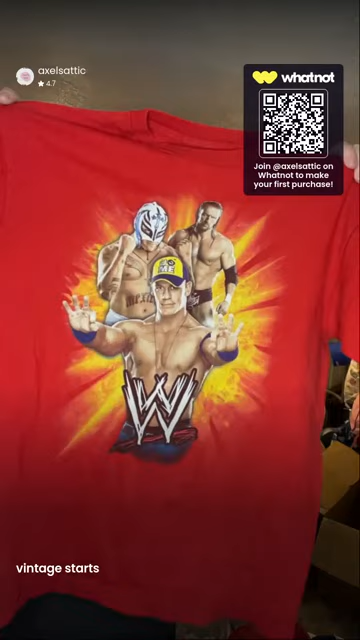 axelsattic
★ 4.7
whatnot
Join @axelsattic on
Whatnot to make
your first purchase!
ME
W
vintage starts